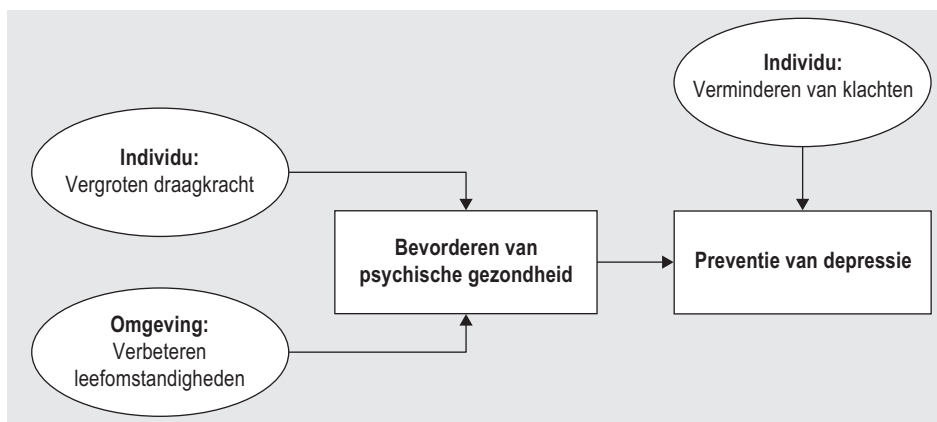 Individu:
Verminderen van klachten
Individu:
Vergroten draagkracht
Bevorderen van
psychische gezondheid
Preventie van depressie
Omgeving:
Verbeteren
leefomstandigheden